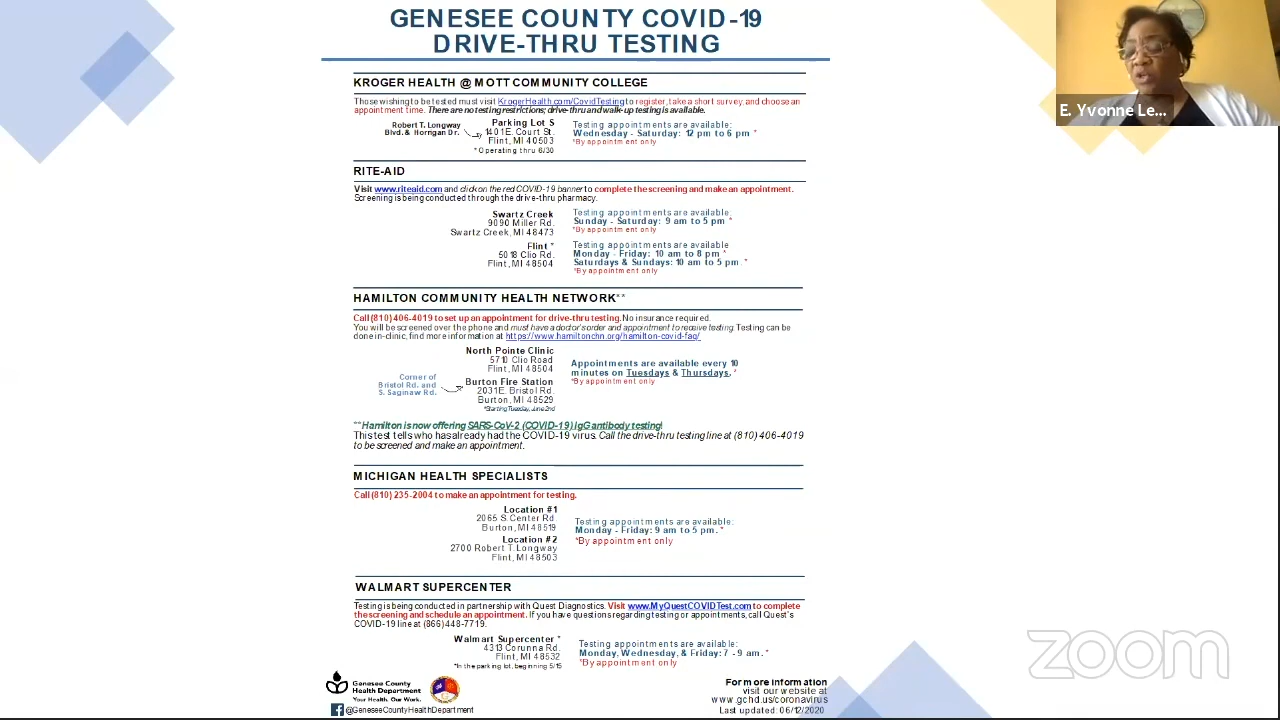 GENESEE COUNTY COVID-19
DRIVE-THRU TESTING
E. Yvonne Le...
KROGER HEALTH @ MOTT COMMUNITY COLLEGE
Those wishing to be tested must visit KrogerHealth.com/CovidTesting to register, take a short survey, and choose an
appointment time. There are no testing restrictions; drive-thru and walk-up testing is available.
Robert T. Longway
Blvd. & Horrigan Dr.
Parking Lot S
1401 E. Court St.
Flint, MI 40503
*Operating thru 6/30
Testing appointments are available:
Wednesday - Saturday: 12 pm to 6 pm *
*By appointment only
RITE-AID
Visit www.riteaid.com and click on the red COVID-19 banner to complete the screening and make an appointment.
Screening is being conducted through the drive-thru pharmacy.
Swartz Creek
9090 Miller Rd.
Swartz Creek, MI 48473
Testing appointments are available:
Sunday - Saturday: 9 am to 5 pm *
*By appointment only
Flint *
5018 Clio Rd.
Flint, MI 48504
Testing appointments are available
Monday - Friday: 10 am to 8 pm *
Saturdays & Sundays: 10 am to 5 pm. *
*By appointment only
HAMILTON COMMUNITY HEALTH NETWORK**
Call (810) 406-4019 to set up an appointment for drive-thru testing. No insurance required.
You will be screened over the phone and must have a doctor's order and appointment to receive testing. Testing can be
done in-clinic, find more information at https://www.hamiltonchn.org/hamilton-covid-faq/
North Pointe Clinic
5710 Clio Road
Flint, MI 48504
Corner of
Bristol Rd. and
S. Saginaw Rd.
Burton Fire Station
2031 E. Bristol Rd.
Burton, MI 48529
*Starting Tuesday, June 2nd
Appointments are available every 10
minutes on Tuesdays & Thursdays. *
*By appointment only
**Hamilton is now offering SARS-CoV-2 (COVID-19) IgG antibody testing!
This test tells who has already had the COVID-19 virus. Call the drive-thru testing line at (810) 406-4019
to be screened and make an appointment.
MICHIGAN HEALTH SPECIALISTS
Call (810) 235-2004 to make an appointment for testing.
Location #1
2065 S. Center Rd.
Burton, MI 48519
Location #2
2700 Robert T. Longway
Flint, MI 48503
Testing appointments are available:
Monday - Friday: 9 am to 5 pm. *
*By appointment only
WALMART SUPERCENTER
Testing is being conducted in partnership with Quest Diagnostics. Visit www.MyQuestCOVIDTest.com to complete
the screening and schedule an appointment. If you have questions regarding testing or appointments, call Quest's
COVID-19 line at (866) 448-7719.
Walmart Supercenter *
4313 Corunna Rd.
Flint, MI 48532
*In the parking lot, beginning 5/15
Testing appointments are available:
Monday, Wednesday, & Friday: 7 - 9 am. *
*By appointment only
Genesee County
Health Department
Your Health. Our Work.
@GeneseeCountyHealthDepartment
For more information
visit our website at
www.gchd.us/coronavirus
Last updated: 06/12/2020
zoom